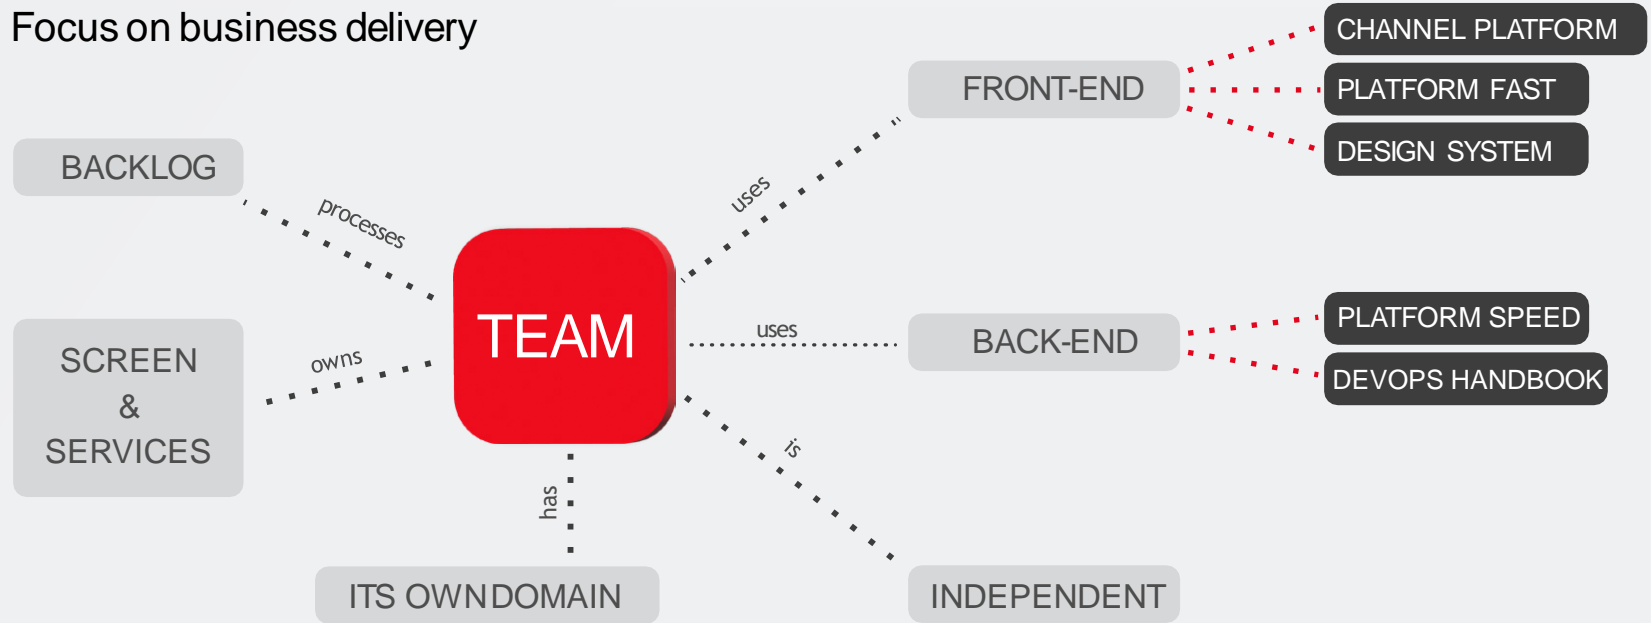 Focus on business delivery
CHANNEL PLATFORM
FRONT-END
PLATFORM FAST
DESIGN SYSTEM
BACKLOG
processes
uses
TEAM
SCREEN
&
SERVICES
owns
uses
BACK-END
PLATFORM SPEED
DEVOPS HANDBOOK
is
has
ITS OWNDOMAIN
INDEPENDENT